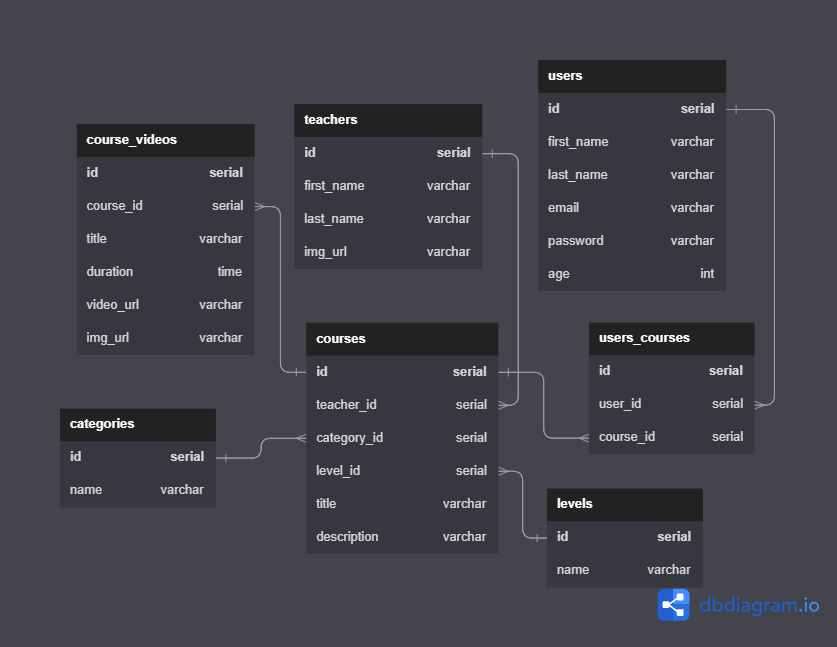 users
id serial
first_name varchar
last_name varchar
email varchar
password varchar
age int
teachers
id serial
first_name varchar
last_name varchar
img_url varchar
course_videos
id serial
course_id serial
title varchar
duration time
video_url varchar
img_url varchar
courses
id serial
teacher_id serial
category_id serial
level_id serial
title varchar
description varchar
users_courses
id serial
user_id serial
course_id serial
categories
id serial
name varchar
levels
id serial
name varchar
dbdiagram.io